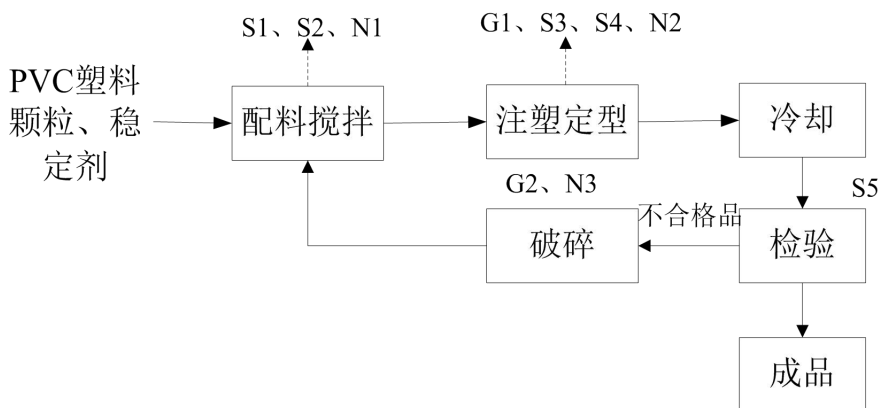 S1、S2、N1
G1、S3、S4、N2
PVC塑料
颗粒、稳
定剂
配料搅拌
注塑定型
冷却
G2、N3
不合格品
S5
破碎
检验
成品